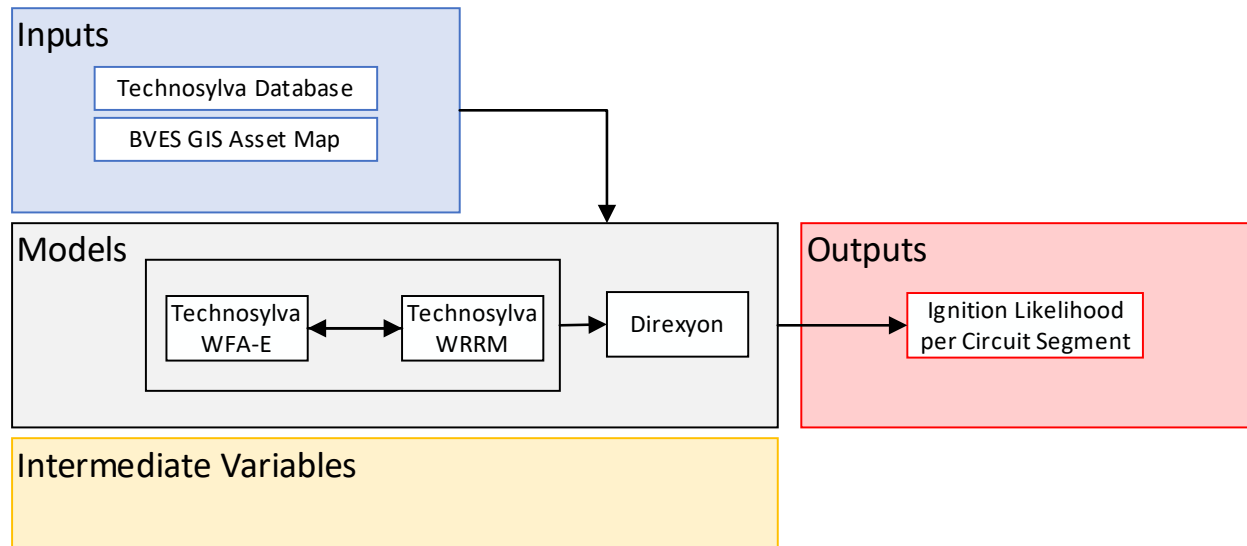 Inputs
Technosylva Database
BVES GIS Asset Map
Models
Technosylva
WFA-E
Technosylva
WRRM
Direxyon
Outputs
Ignition Likelihood
per Circuit Segment
Intermediate Variables